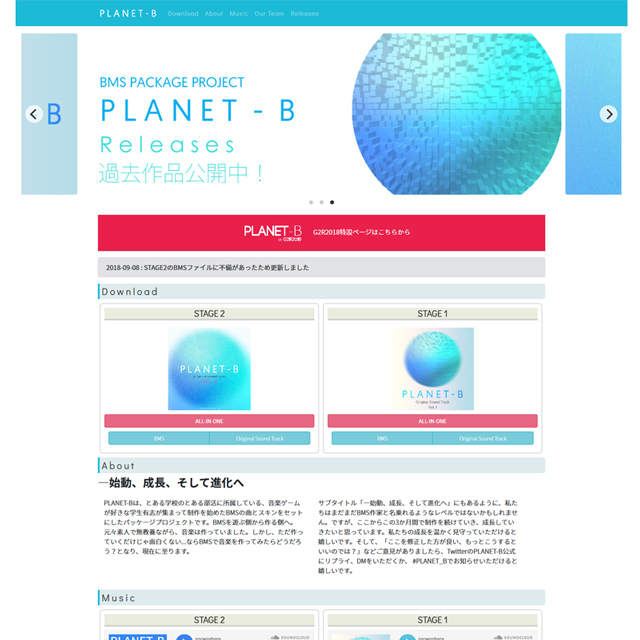 PLANET-B Download About Music Our Team Releases
B
BMS PACKAGE PROJECT
PLANET - B
Releases
過去作品公開中！
PLANET-B
in G2R2018
G2R2018特設ページはこちらから
2018-09-08 : STAGE2のBMSファイルに不備があったため更新しました
Download
STAGE 2
PLANET-B
ALL-IN-ONE
BMS Original Sound Track
STAGE 1
PLANET-B
Original Sound Track
Vol.1
ALL-IN-ONE
BMS Original Sound Track
About
―始動、成長、そして進化へ
PLANET-Bは、とある学校のとある部活に所属している、音楽ゲーム
が好きな学生有志が集まって制作を始めたBMSの曲とスキンをセット
にしたパッケージプロジェクトです。BMSを遊ぶ側から作る側へ。
元々素人で無教養ながら、音楽は作っていました。しかし、ただ作っ
ていくだけじゃ面白くない...ならBMSで音楽を作ってみたらどうだろ
う？となり、現在に至ります。
サブタイトル「―始動、成長、そして進化へ」にもあるように、私た
ちはまだまだBMS作家と名乗れるようなレベルではないかもしれませ
ん。ですが、ここからこの3か月間で制作を続けていき、成長してい
きたいと思っています。私たちの成長を温かく見守っていただけると
嬉しいです。そして、「ここを修正した方が良い、もっとこうすると
いいのでは？」などご意見がありましたら、TwitterのPLANET-B公式
にリプライ、DMをいただくか、#PLANET_Bでお知らせいただけると
嬉しいです。
Music
STAGE 2
PLANET-B
SOUNDCLOUD
STAGE 1
SOUNDCLOUD